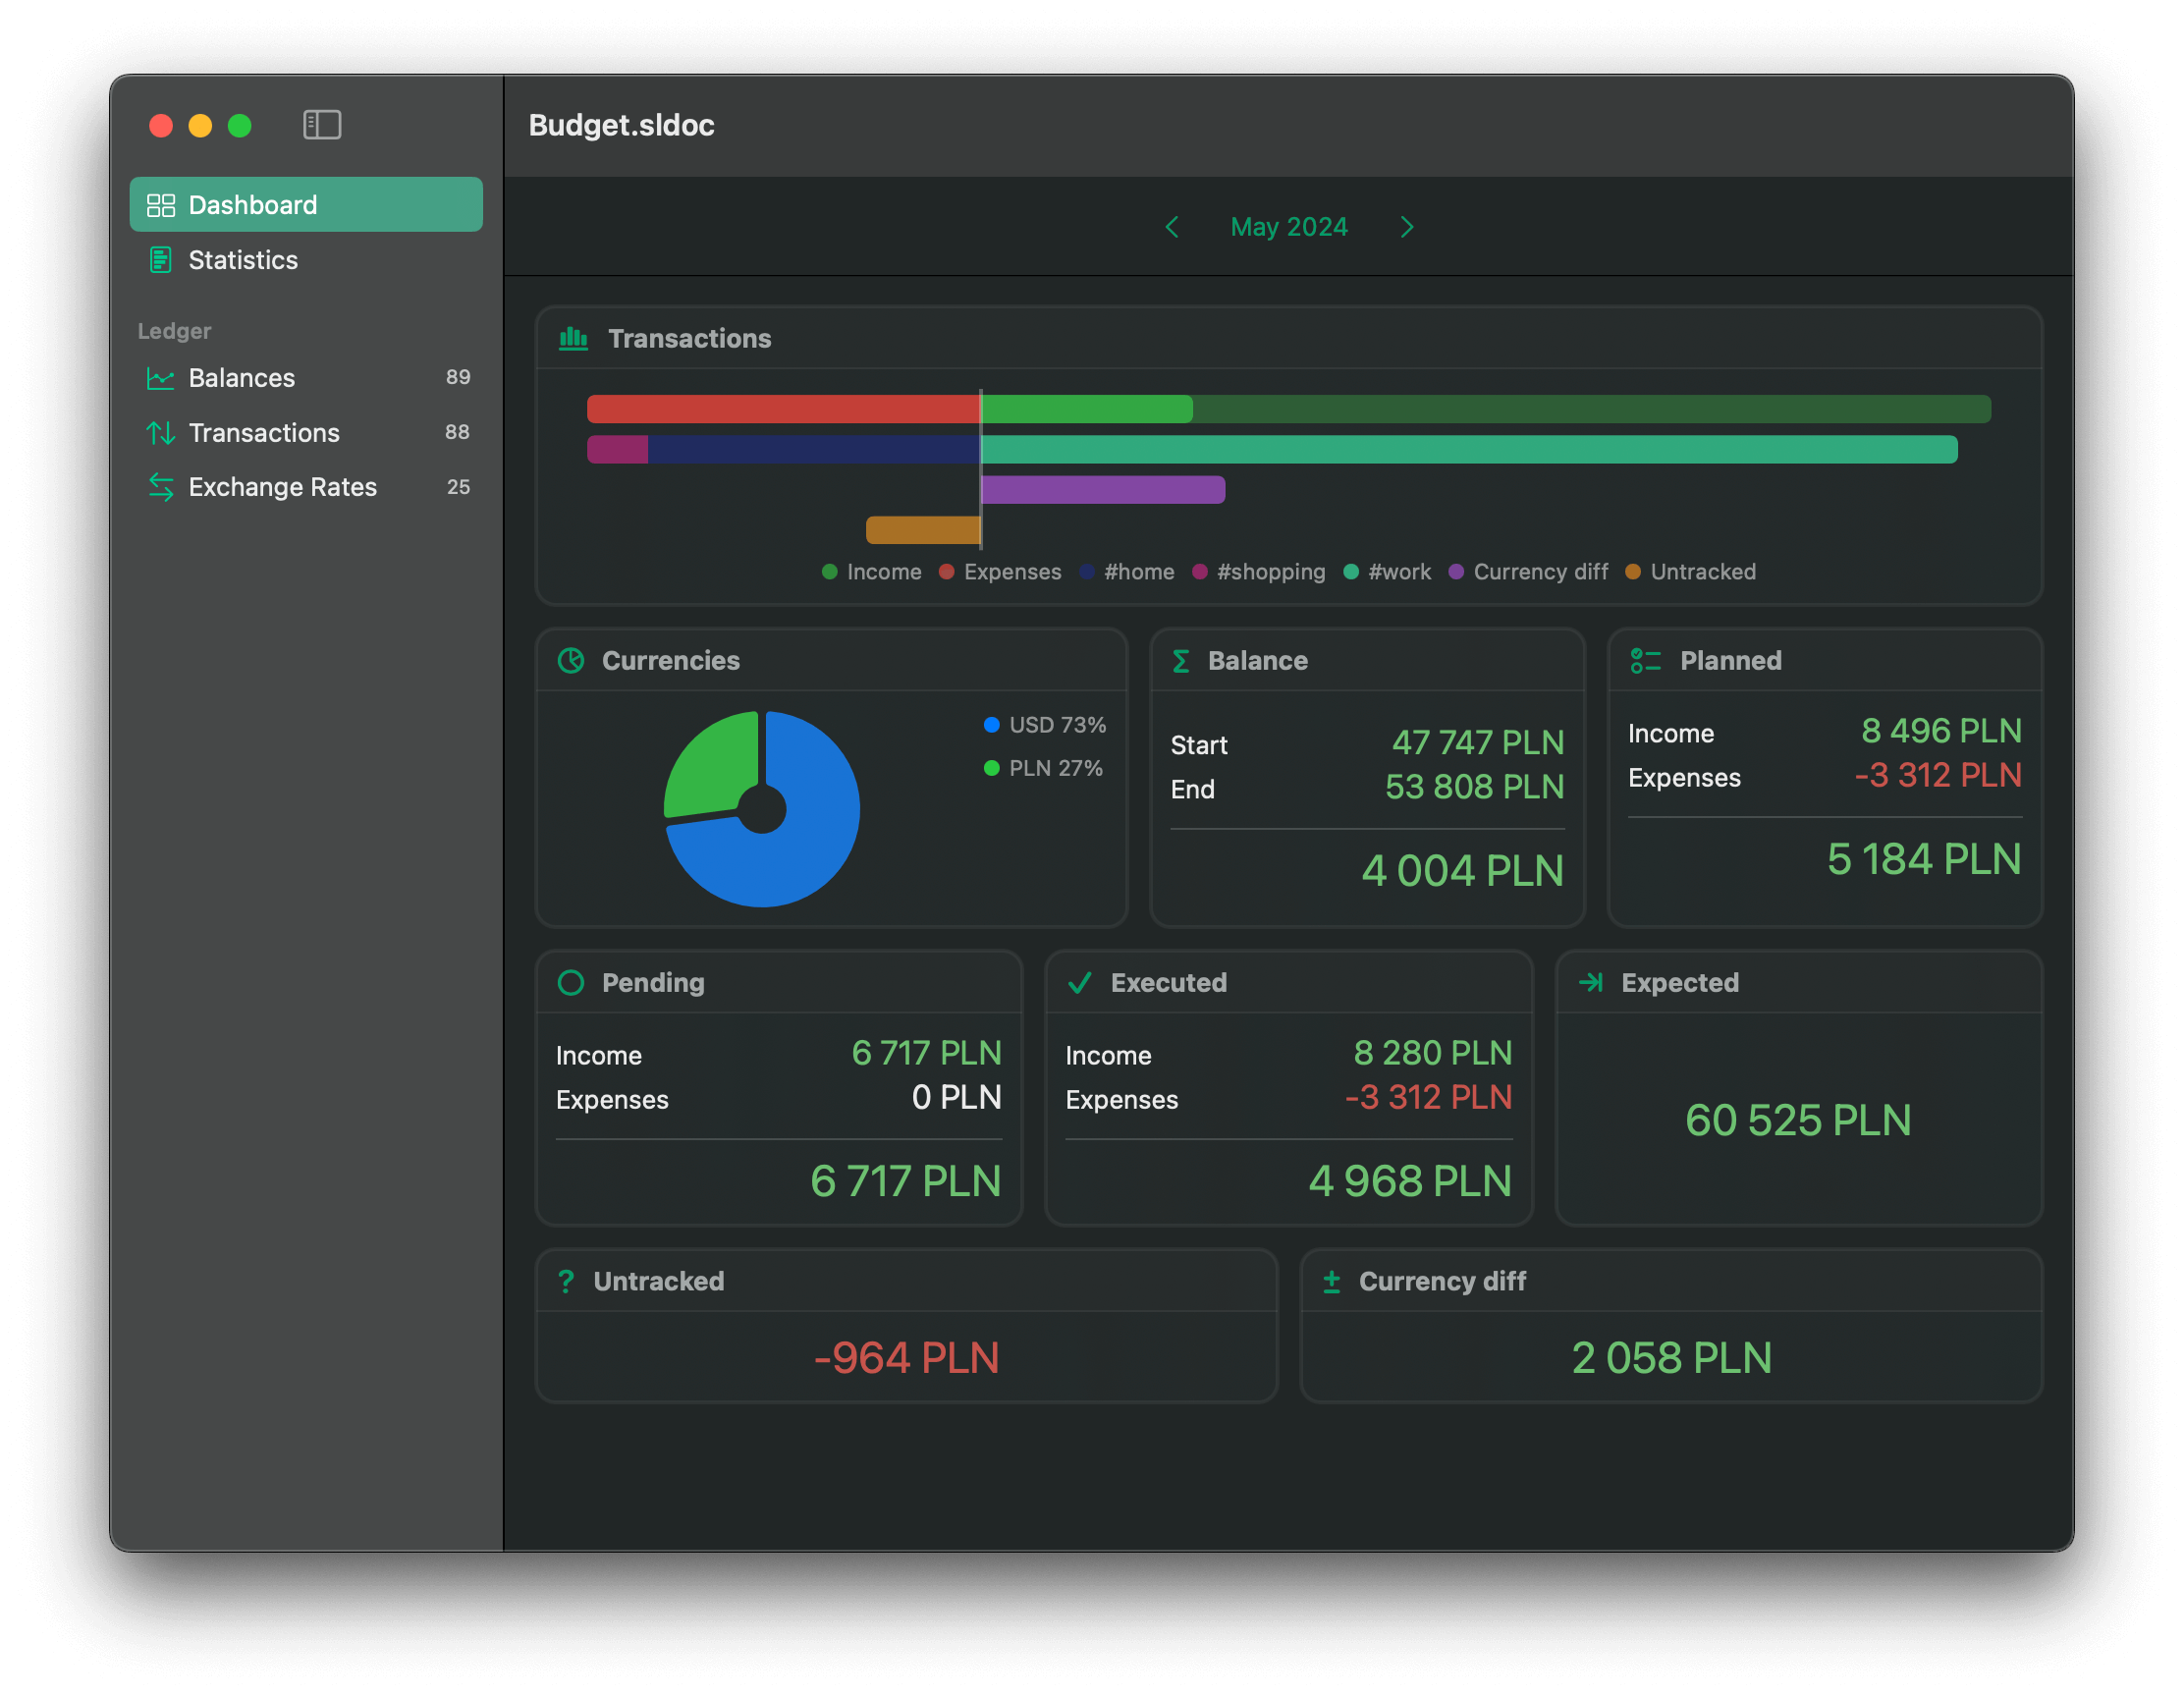 Budget.sldoc
Dashboard
Statistics
Ledger
Balances 89
Transactions 88
Exchange Rates 25
May 2024
Transactions
Income Expenses #home #shopping #work Currency diff Untracked
Currencies
USD 73%
PLN 27%
Σ Balance
Start 47 747 PLN
End 53 808 PLN
4 004 PLN
Planned
Income 8 496 PLN
Expenses -3 312 PLN
5 184 PLN
Pending
Income 6 717 PLN
Expenses 0 PLN
6 717 PLN
Executed
Income 8 280 PLN
Expenses -3 312 PLN
4 968 PLN
Expected
60 525 PLN
? Untracked
-964 PLN
± Currency diff
2 058 PLN